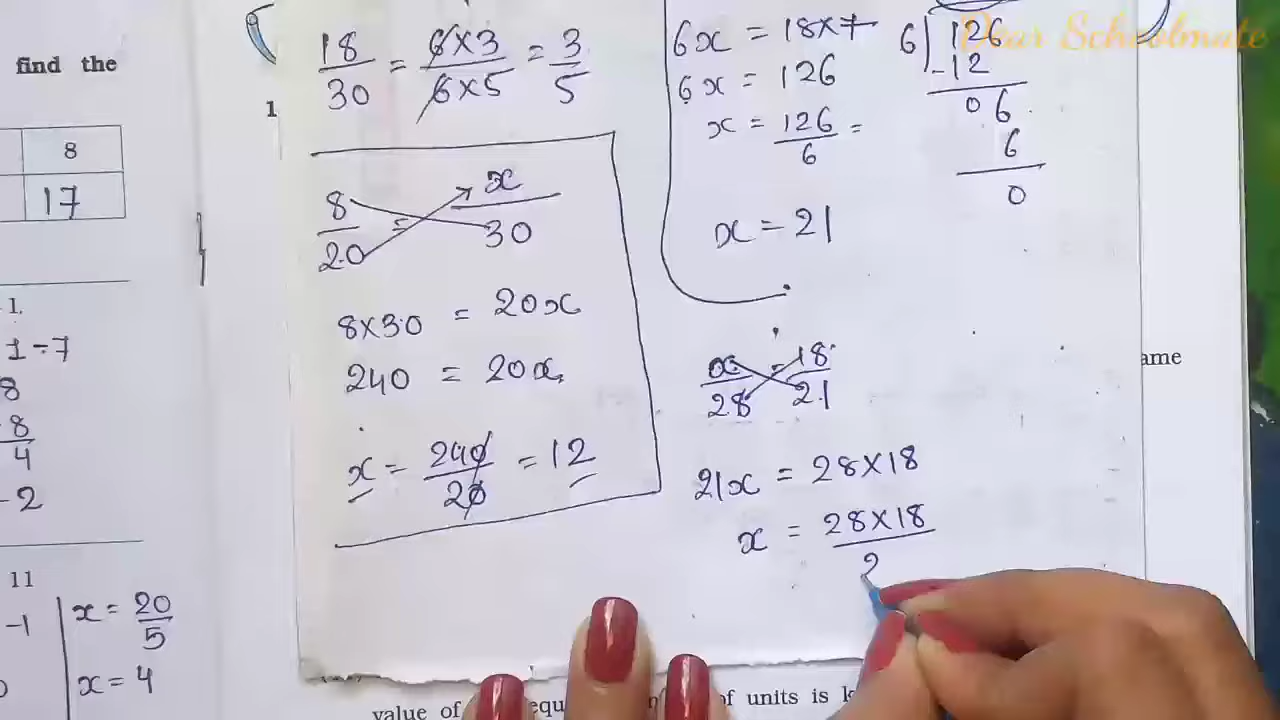 find the
8
17
1.
1÷7
8
8
4
-2
11
-1
x = 20
5
x = 4
1
18/30 = 6×3/6×5 = 3/5
8/20 = x/30
8×30 = 20x
240 = 20x
x = 240/20 = 12
6x = 18×7
6x = 126
x = 126/6 =
x = 21
6 126
-12
06
6
0
Dear Schoolmate
x/28 = 18/21
21x = 28×18
x = 28×18/2
ame
value of equ of units is k